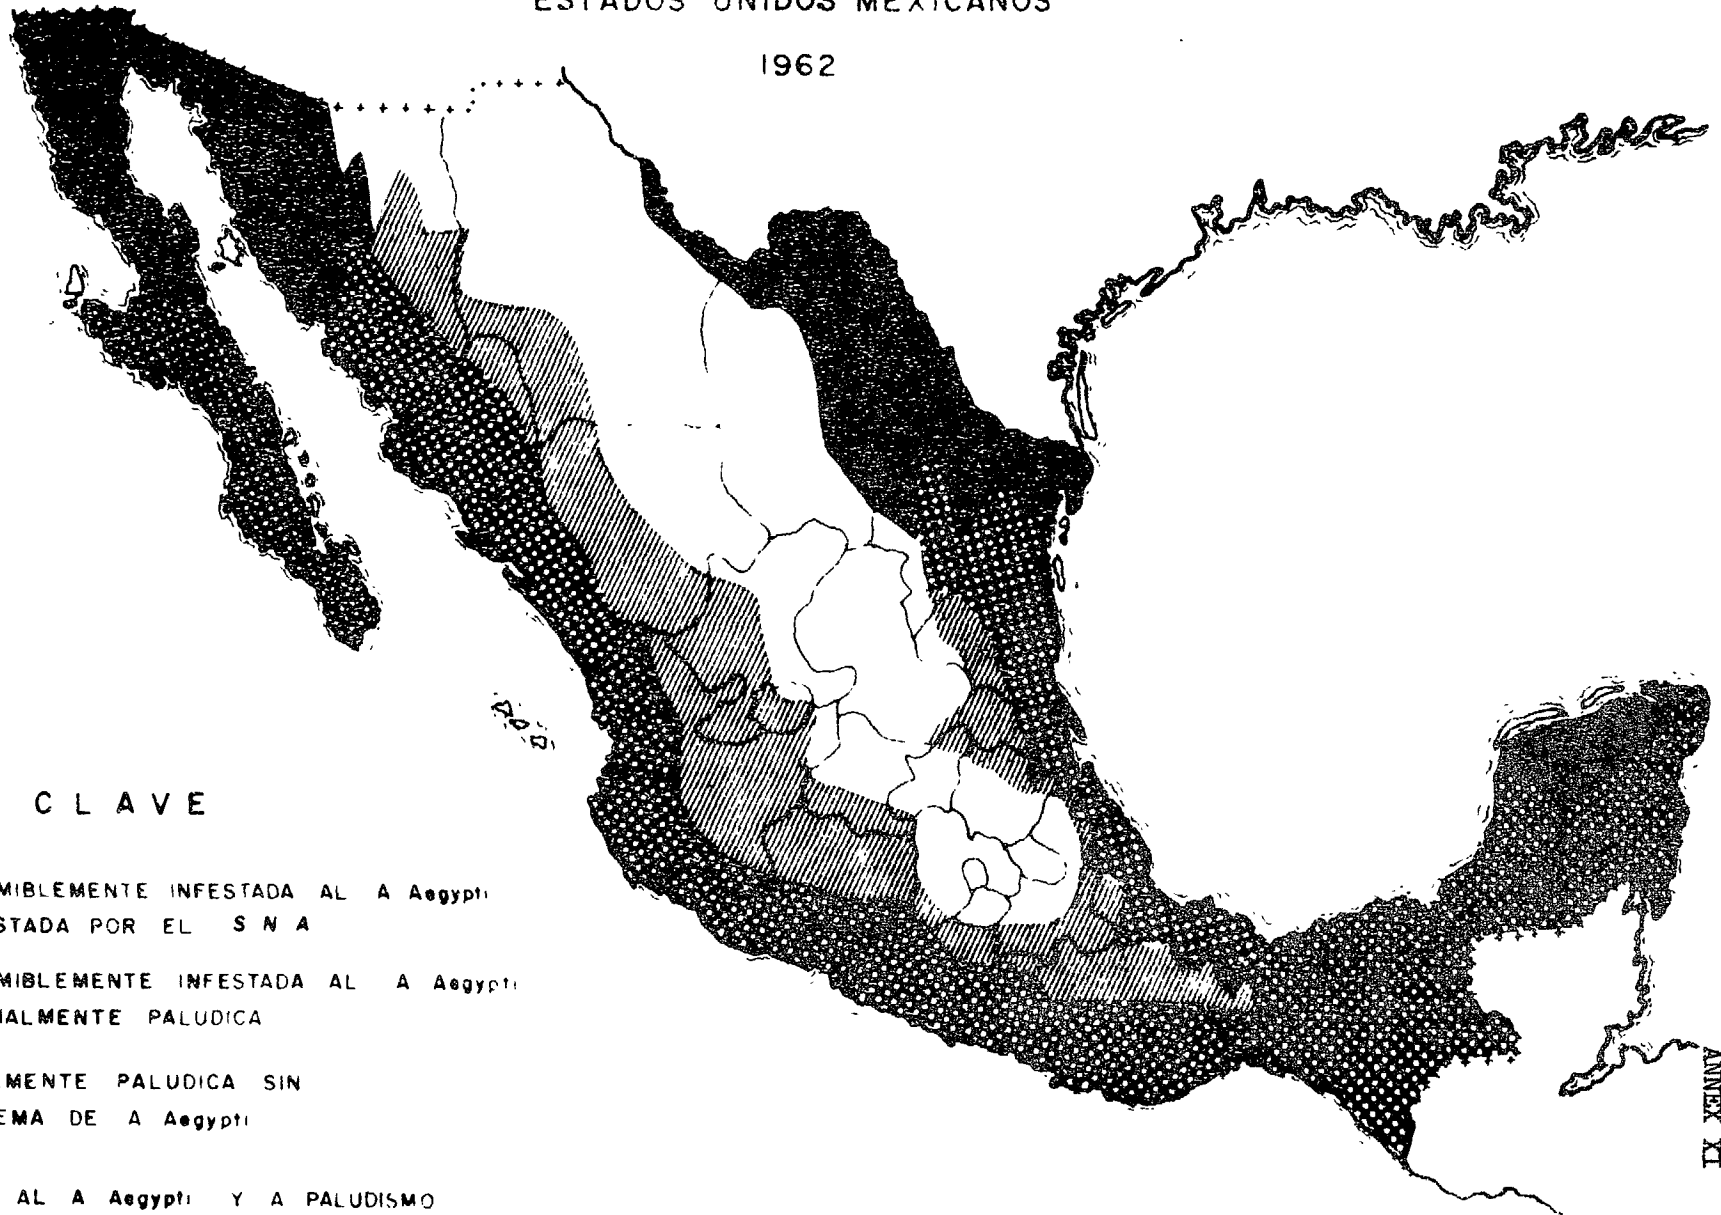 ESTADOS UNIDOS MEXICANOS
1962
CLAVE
MIBLEMENTE INFESTADA AL A Aegypti
STADA POR EL S N A
MIBLEMENTE INFESTADA AL A Aegypti
IALMENTE PALUDICA
LMENTE PALUDICA SIN
EMA DE A Aegypti
AL A Aegypti Y A PALUDISMO
ANNEX XI